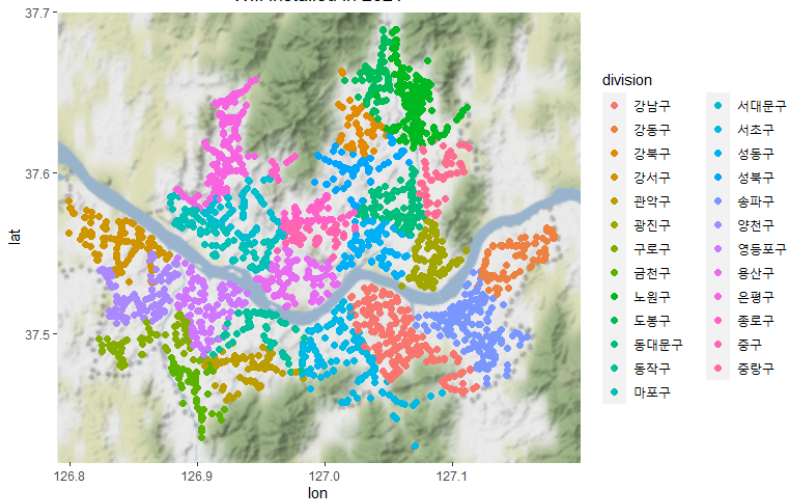 37.7
37.6
37.5
lat
126.8
126.9
127.0
127.1
lon
division
강남구
강동구
강북구
강서구
관악구
광진구
구로구
금천구
노원구
도봉구
동대문구
동작구
마포구
서대문구
서초구
성동구
성북구
송파구
양천구
영등포구
용산구
은평구
종로구
중구
중랑구